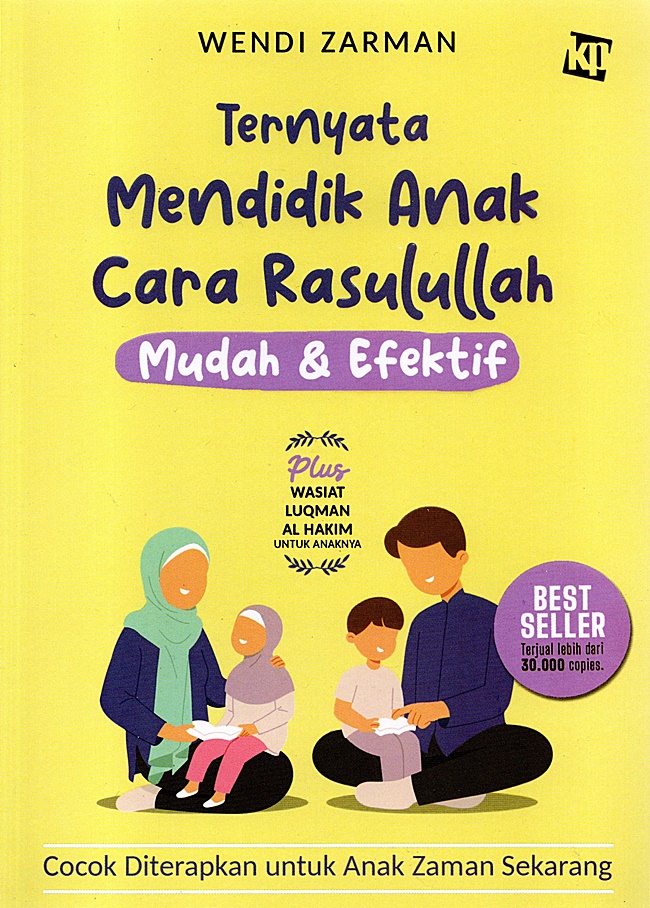 WENDI ZARMAN
kp
Ternyata
Mendidik Anak
Cara Rasulullah
Mudah & Efektif
Plus
WASIAT
LUQMAN
AL HAKIM
UNTUK ANAKNYA
BEST
SELLER
Terjual lebih dari
30.000 copies.
Cocok Diterapkan untuk Anak Zaman Sekarang